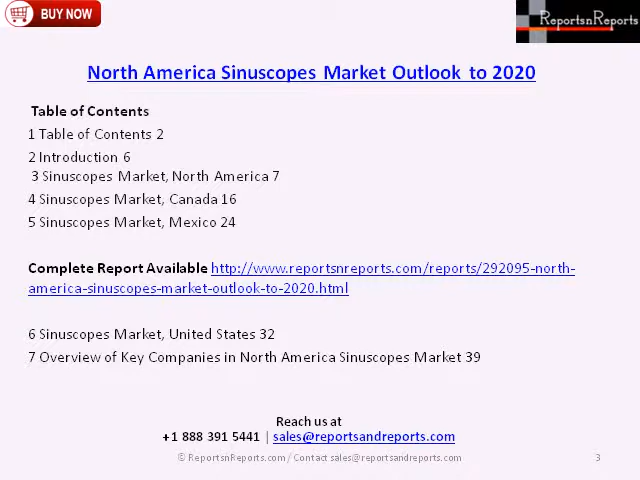 BUY NOW
ReportsnReports
North America Sinuscopes Market Outlook to 2020
Table of Contents
1 Table of Contents 2
2 Introduction 6
3 Sinuscopes Market, North America 7
4 Sinuscopes Market, Canada 16
5 Sinuscopes Market, Mexico 24
Complete Report Available http://www.reportsnreports.com/reports/292095-north-
america-sinuscopes-market-outlook-to-2020.html
6 Sinuscopes Market, United States 32
7 Overview of Key Companies in North America Sinuscopes Market 39
Reach us at
+1 888 391 5441 | sales@reportsandreports.com
© ReportsnReports.com / Contact sales@reportsandreports.com
3